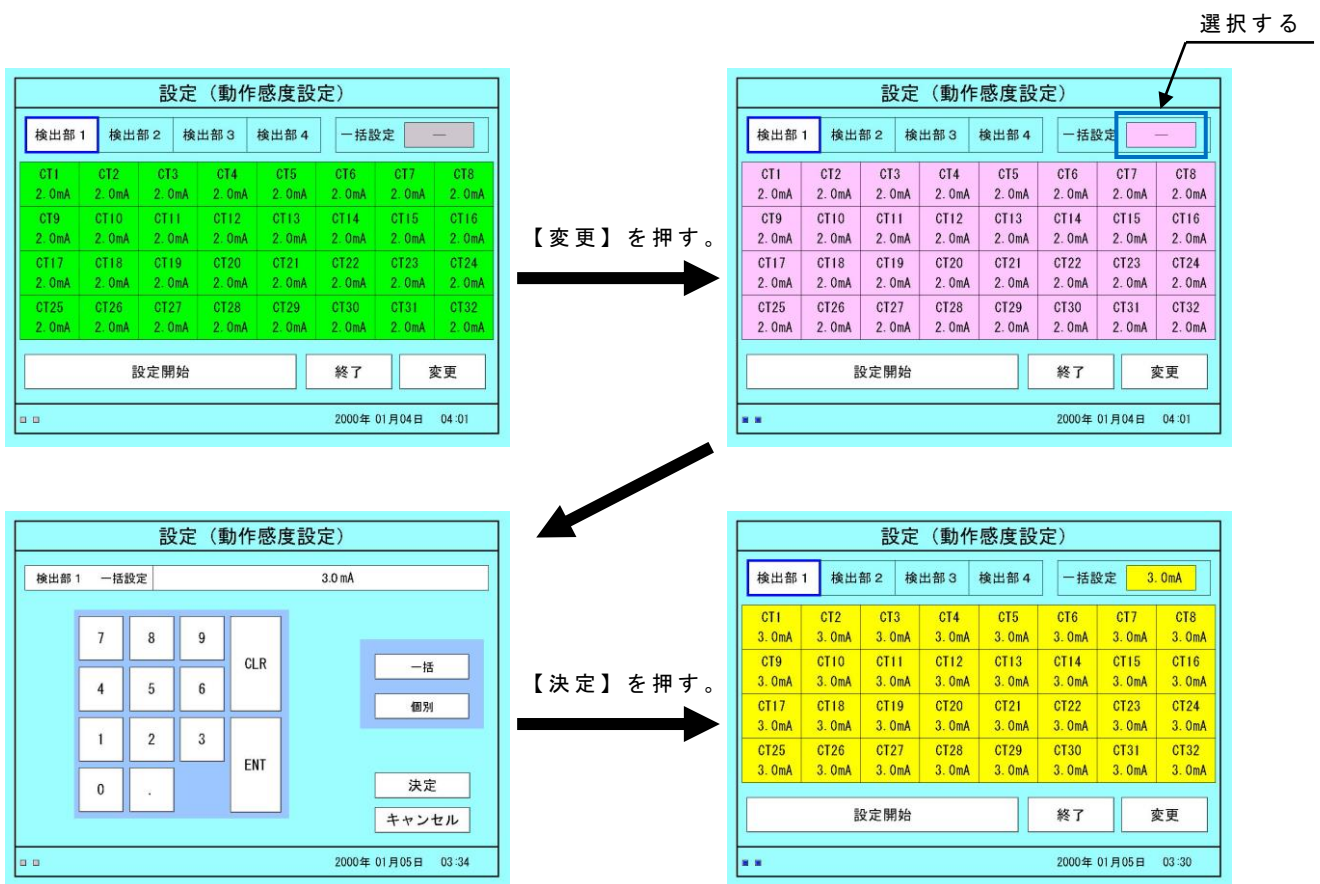 選択する
設定（動作感度設定）
検出部1 検出部2 検出部3 検出部4 一括設定 —
CT1 CT2 CT3 CT4 CT5 CT6 CT7 CT8
2.0mA 2.0mA 2.0mA 2.0mA 2.0mA 2.0mA 2.0mA 2.0mA
CT9 CT10 CT11 CT12 CT13 CT14 CT15 CT16
2.0mA 2.0mA 2.0mA 2.0mA 2.0mA 2.0mA 2.0mA 2.0mA
CT17 CT18 CT19 CT20 CT21 CT22 CT23 CT24
2.0mA 2.0mA 2.0mA 2.0mA 2.0mA 2.0mA 2.0mA 2.0mA
CT25 CT26 CT27 CT28 CT29 CT30 CT31 CT32
2.0mA 2.0mA 2.0mA 2.0mA 2.0mA 2.0mA 2.0mA 2.0mA
設定開始 終了 変更
2000年 01月04日 04:01
【変更】を押す。
設定（動作感度設定）
検出部1 検出部2 検出部3 検出部4 一括設定 —
CT1 CT2 CT3 CT4 CT5 CT6 CT7 CT8
2.0mA 2.0mA 2.0mA 2.0mA 2.0mA 2.0mA 2.0mA 2.0mA
CT9 CT10 CT11 CT12 CT13 CT14 CT15 CT16
2.0mA 2.0mA 2.0mA 2.0mA 2.0mA 2.0mA 2.0mA 2.0mA
CT17 CT18 CT19 CT20 CT21 CT22 CT23 CT24
2.0mA 2.0mA 2.0mA 2.0mA 2.0mA 2.0mA 2.0mA 2.0mA
CT25 CT26 CT27 CT28 CT29 CT30 CT31 CT32
2.0mA 2.0mA 2.0mA 2.0mA 2.0mA 2.0mA 2.0mA 2.0mA
設定開始 終了 変更
2000年 01月04日 04:01
設定（動作感度設定）
検出部1 一括設定 3.0mA
7 8 9 CLR
4 5 6
1 2 3 ENT
0 .
一括
個別
決定
キャンセル
2000年 01月05日 03:34
【決定】を押す。
設定（動作感度設定）
検出部1 検出部2 検出部3 検出部4 一括設定 3.0mA
CT1 CT2 CT3 CT4 CT5 CT6 CT7 CT8
3.0mA 3.0mA 3.0mA 3.0mA 3.0mA 3.0mA 3.0mA 3.0mA
CT9 CT10 CT11 CT12 CT13 CT14 CT15 CT16
3.0mA 3.0mA 3.0mA 3.0mA 3.0mA 3.0mA 3.0mA 3.0mA
CT17 CT18 CT19 CT20 CT21 CT22 CT23 CT24
3.0mA 3.0mA 3.0mA 3.0mA 3.0mA 3.0mA 3.0mA 3.0mA
CT25 CT26 CT27 CT28 CT29 CT30 CT31 CT32
3.0mA 3.0mA 3.0mA 3.0mA 3.0mA 3.0mA 3.0mA 3.0mA
設定開始 終了 変更
2000年 01月05日 03:30